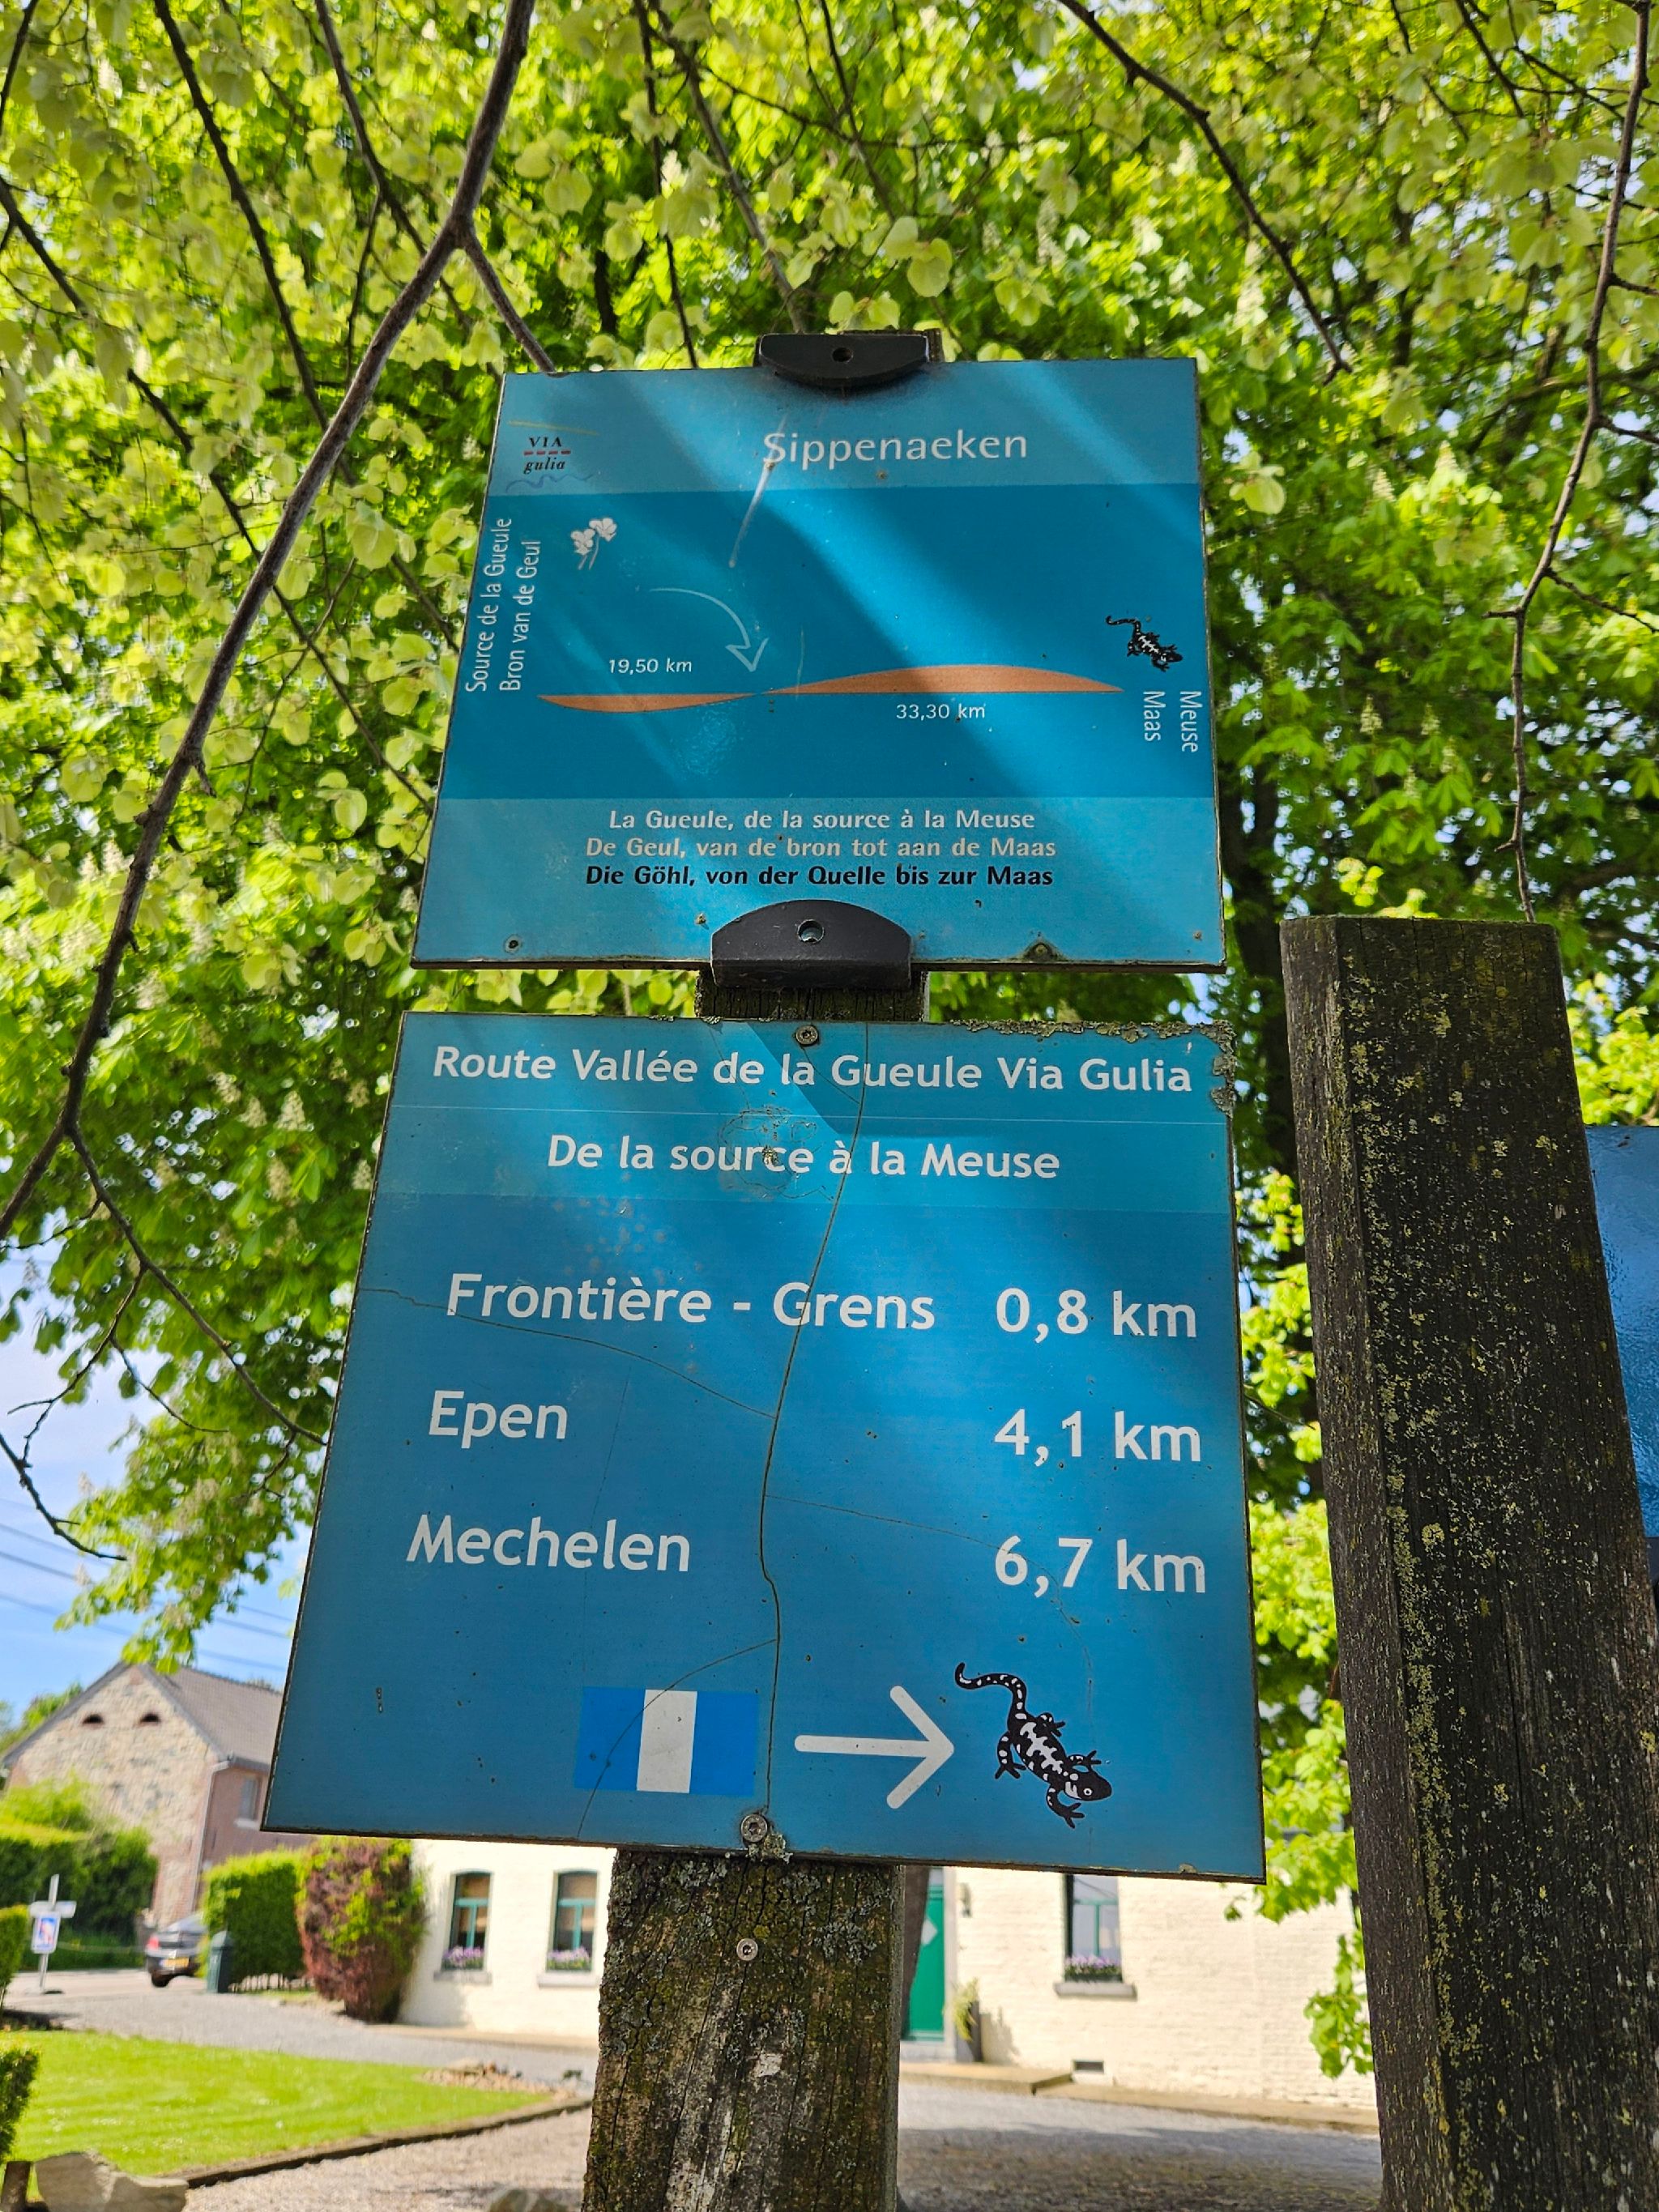 VIA
gulia
Sippenaeken
Source de la Gueule
Bron van de Geul
19,50 km
33,30 km
Meuse
Maas
La Gueule, de la source à la Meuse
De Geul, van de bron tot aan de Maas
Die Göhl, von der Quelle bis zur Maas
Route Vallée de la Gueule Via Gulia
De la source à la Meuse
Frontière - Grens 0,8 km
Epen 4,1 km
Mechelen 6,7 km